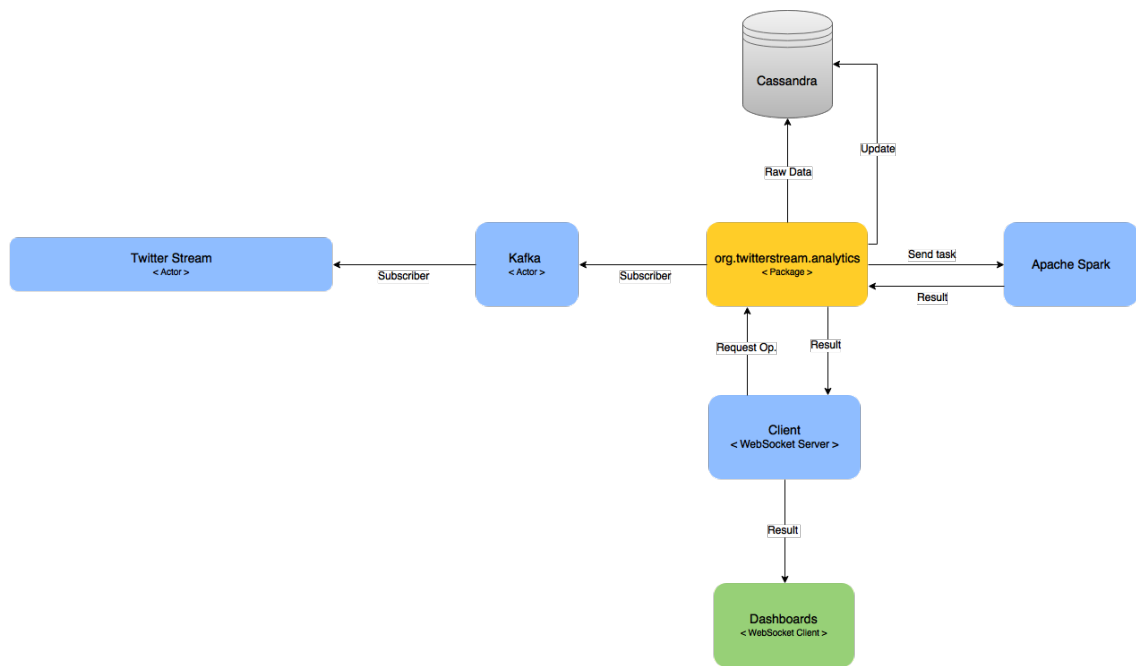 Cassandra
Update
Raw Data
Twitter Stream
< Actor >
Subscriber
Kafka
< Actor >
Subscriber
org.twitterstream.analytics
< Package >
Send task
Result
Apache Spark
Request Op.
Result
Client
< WebSocket Server >
Result
Dashboards
< WebSocket Client >